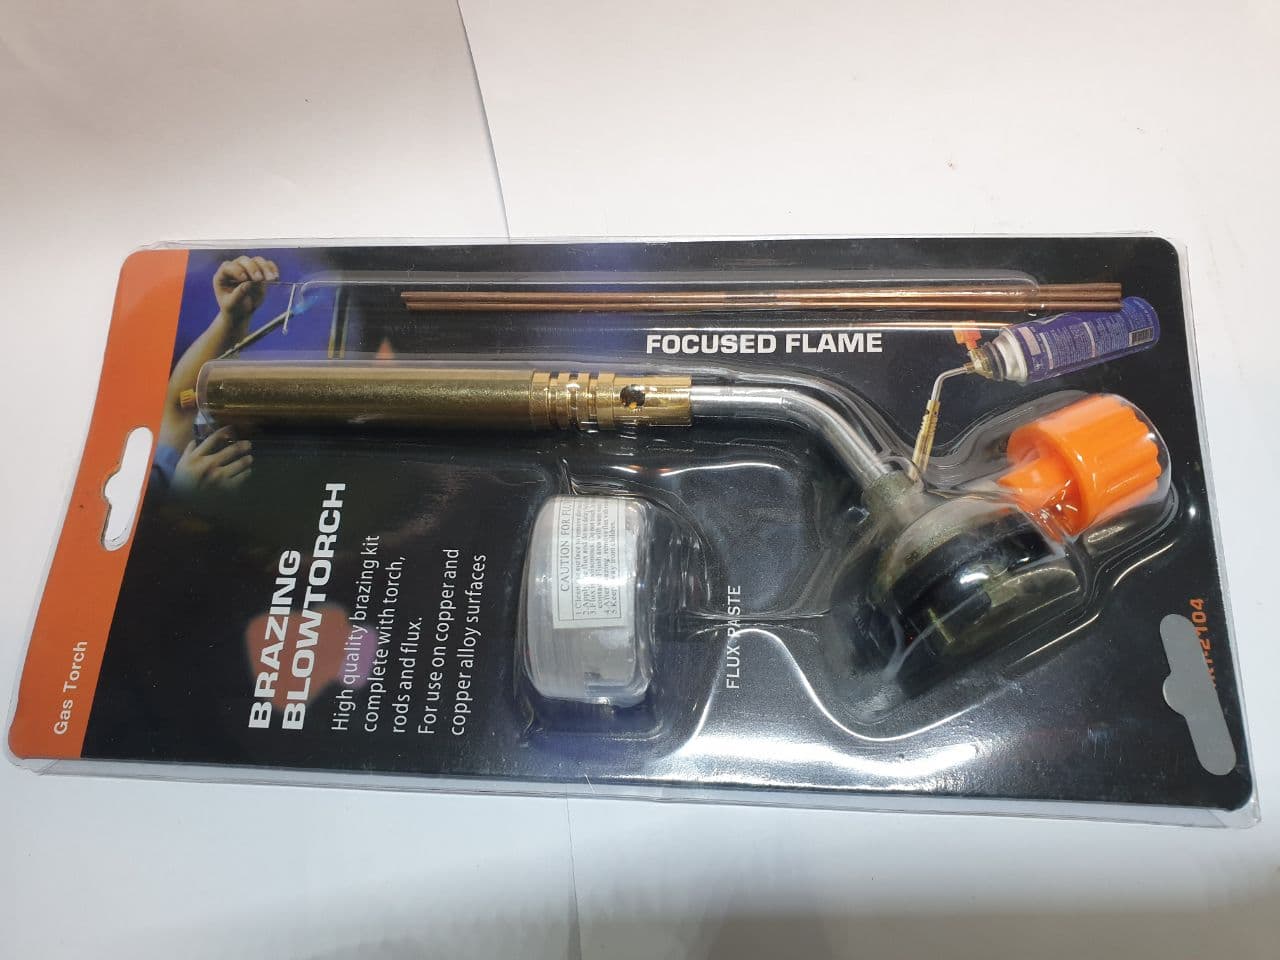 Gas Torch
BRAZING
BLOWTORCH
High quality brazing kit
complete with torch,
rods and flux.
For use on copper and
copper alloy surfaces
FOCUSED FLAME
CAUTION FOR
FLUX PASTE
2104